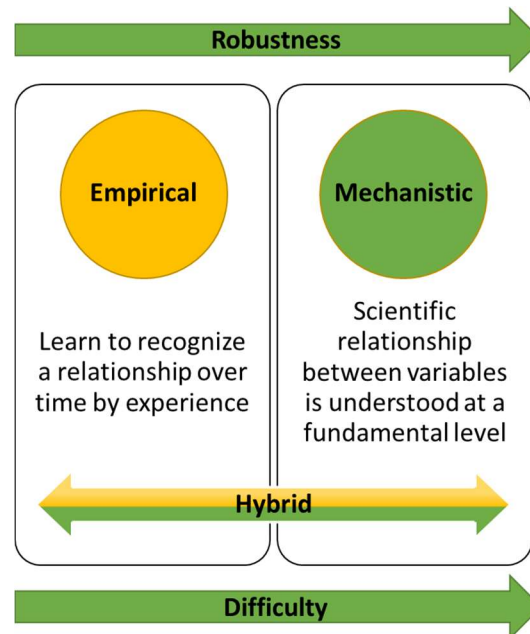 Robustness
Empirical
Learn to recognize
a relationship over
time by experience
Mechanistic
Scientific
relationship
between variables
is understood at a
fundamental level
Hybrid
Difficulty